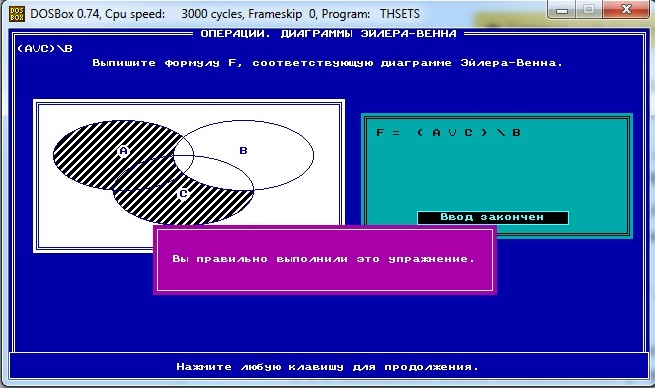 DOSBox 0.74, Cpu speed: 3000 cycles, Frameskip 0, Program: THSETS
ОПЕРАЦИИ. ДИАГРАММЫ ЭЙЛЕРА-ВЕННА
(A∪C)\B
Выпишите формулу F, соответствующую диаграмме Эйлера-Венна.
F = ( A ∪ C ) \ B
A
B
C
Ввод закончен
Вы правильно выполнили это упражнение.
Нажмите любую клавишу для продолжения.